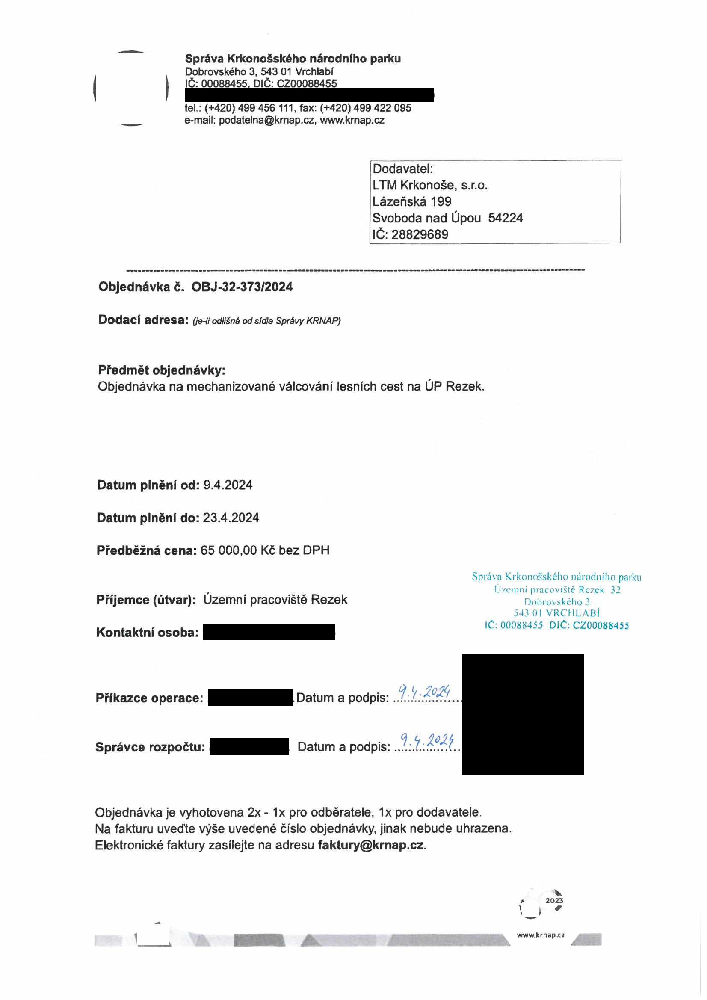 Správa Krkonošského národního parku
Dobrovského 3, 543 01 Vrchlabí
IČ: 00088455, DIČ: CZ00088455
tel.: (+420) 499 456 111, fax: (+420) 499 422 095
e-mail: podatelna@krnap.cz, www.krnap.cz
Dodavatel:
LTM Krkonoše, s.r.o.
Lázeňská 199
Svoboda nad Úpou 54224
IČ: 28829689
Objednávka č. OBJ-32-373/2024
Dodací adresa: (je-li odlišná od sídla Správy KRNAP)
Předmět objednávky:
Objednávka na mechanizované válcování lesních cest na ÚP Rezek.
Datum plnění od: 9.4.2024
Datum plnění do: 23.4.2024
Předběžná cena: 65 000,00 Kč bez DPH
Správa Krkonošského národního parku
Územní pracoviště Rezek 32
Dobrovského 3
543 01 VRCHLABÍ
IČ: 00088455 DIČ: CZ00088455
Příjemce (útvar): Územní pracoviště Rezek
Kontaktní osoba:
Příkazce operace: Datum a podpis: 9.4.2024
Správce rozpočtu: Datum a podpis: 9.4.2024
Objednávka je vyhotovena 2x - 1x pro odběratele, 1x pro dodavatele.
Na fakturu uveďte výše uvedené číslo objednávky, jinak nebude uhrazena.
Elektronické faktury zasílejte na adresu faktury@krnap.cz.
2023
www.krnap.cz